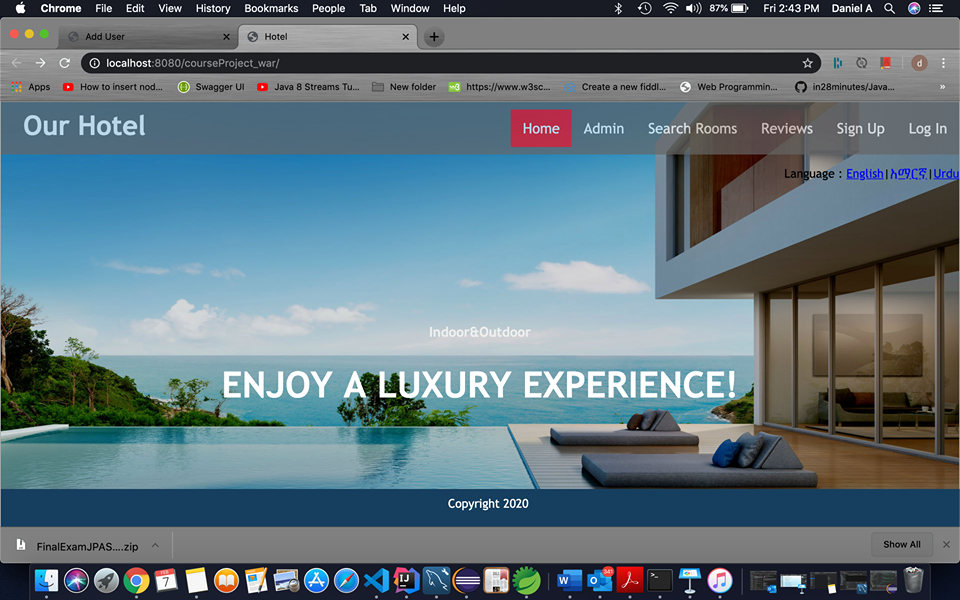 Chrome File Edit View History Bookmarks People Tab Window Help 87% Fri 2:43 PM Daniel A
Add User Hotel
localhost:8080/courseProject_war/ d
Apps How to insert nod... Swagger UI Java 8 Streams Tu... New folder https://www.w3sc... Create a new fiddl... Web Programmin... in28minutes/Java... »
Our Hotel Home Admin Search Rooms Reviews Sign Up Log In
Language : English|አማርኛ|Urdu
Indoor&Outdoor
ENJOY A LUXURY EXPERIENCE!
Copyright 2020
FinalExamJPAS....zip Show All
FEB 7 341